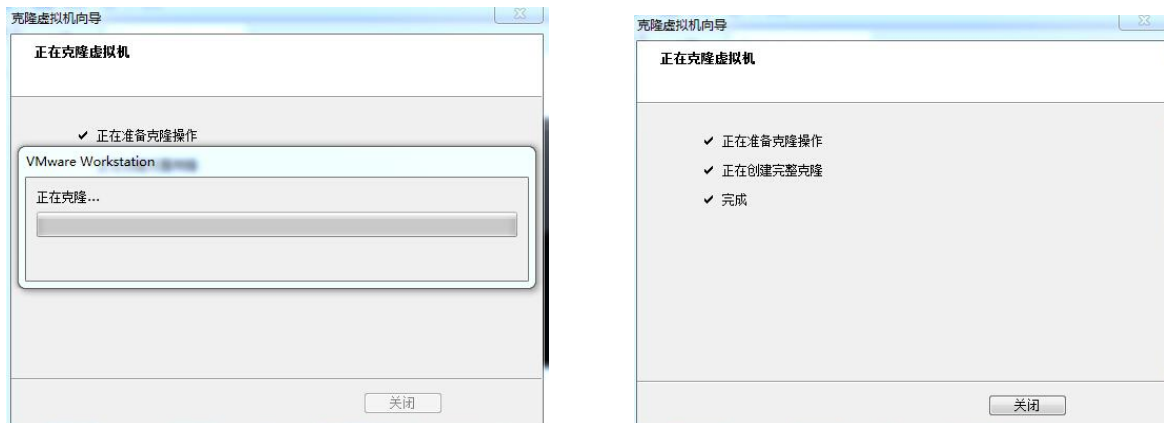 克隆虚拟机向导
正在克隆虚拟机
正在准备克隆操作
VMware Workstation
正在克隆...
关闭
克隆虚拟机向导
正在克隆虚拟机
正在准备克隆操作
正在创建完整克隆
完成
关闭